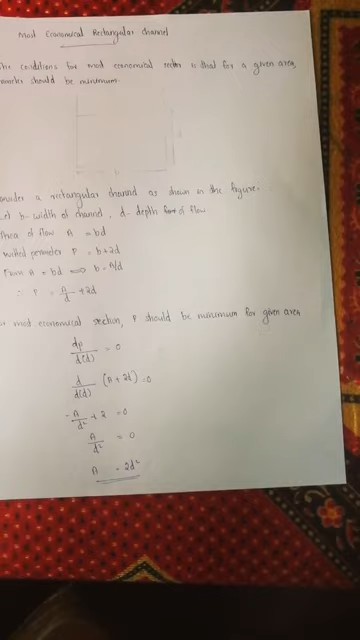 Most Economical Rectangular Channel
The conditions for most economical section is that for a given area,
perimeter should be minimum.
d
b
onsider a rectangular channel as shown in the figure.
Let b - width of channel, d - depth for of flow
Area of flow A = bd
wetted perimeter P = b+2d
From A = bd ⟹ b = A/d
∴ P = A/d + 2d
or most economical section, P should be minimum for given area
dp/d(d) = 0
d/d(d) [A + 2d] = 0
-A/d² + 2 = 0
A/d² = 0
A = 2d²